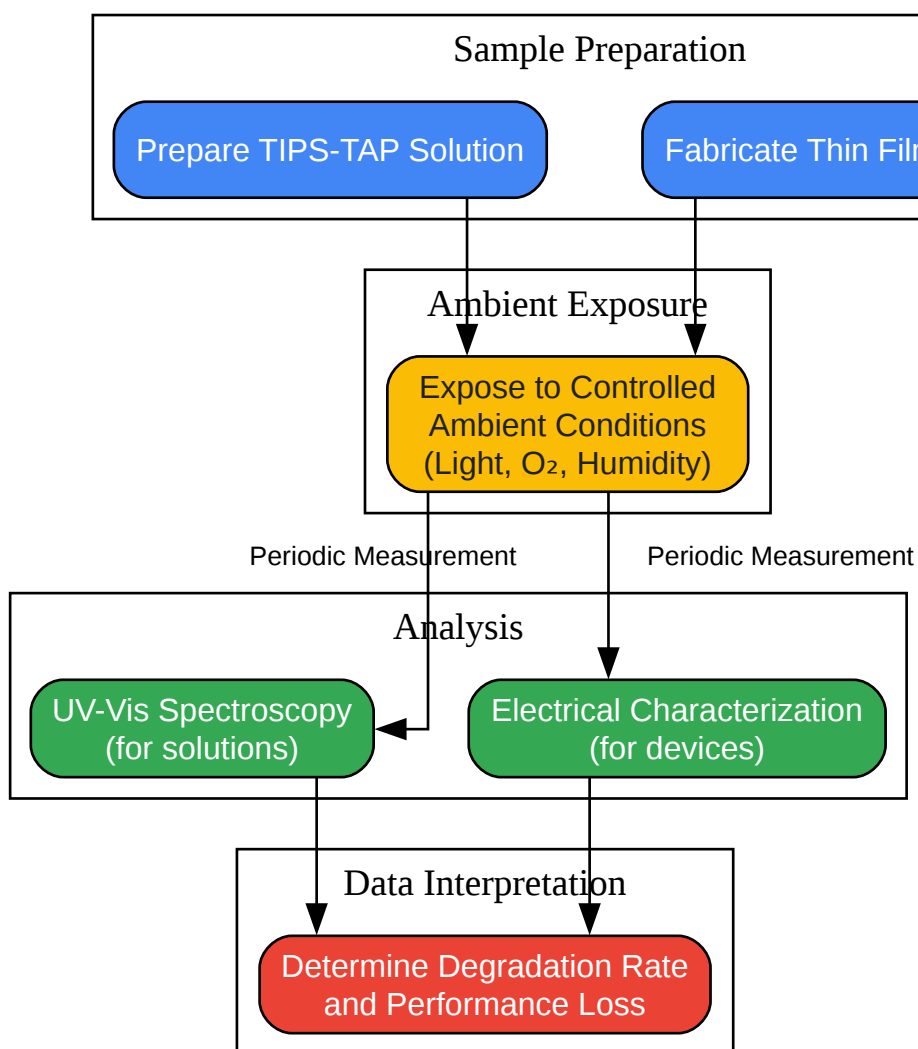 Sample Preparation
Prepare TIPS-TAP Solution
Fabricate Thin
Ambient Exposure
Expose to Controlled
Ambient Conditions
(Light, O₂, Humidity)
Periodic Measurement
Periodic Measurement
Analysis
UV-Vis Spectroscopy
(for solutions)
Electrical Characterization
(for devices)
Data Interpretation
Determine Degradation Rate
and Performance Loss